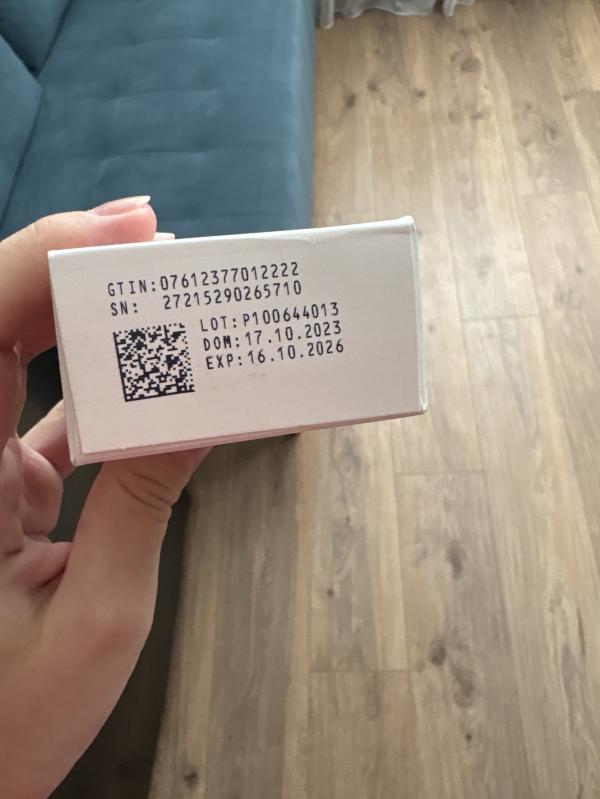 GTIN:07612377012222
SN: 27215290265710
LOT:P100644013
DOM:17.10.2023
EXP:16.10.2026